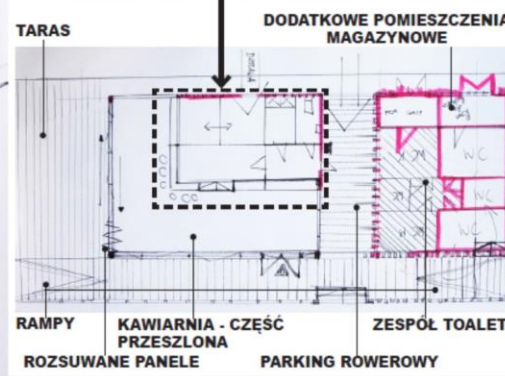 DODATKOWE POMIESZCZENIA
MAGAZYNOWE
TARAS
WC
WC
WC
RAMPY
KAWIARNIA - CZĘŚĆ
PRZESZLONA
ZESPÓŁ TOALET
ROZSUWANE PANELE
PARKING ROWEROWY